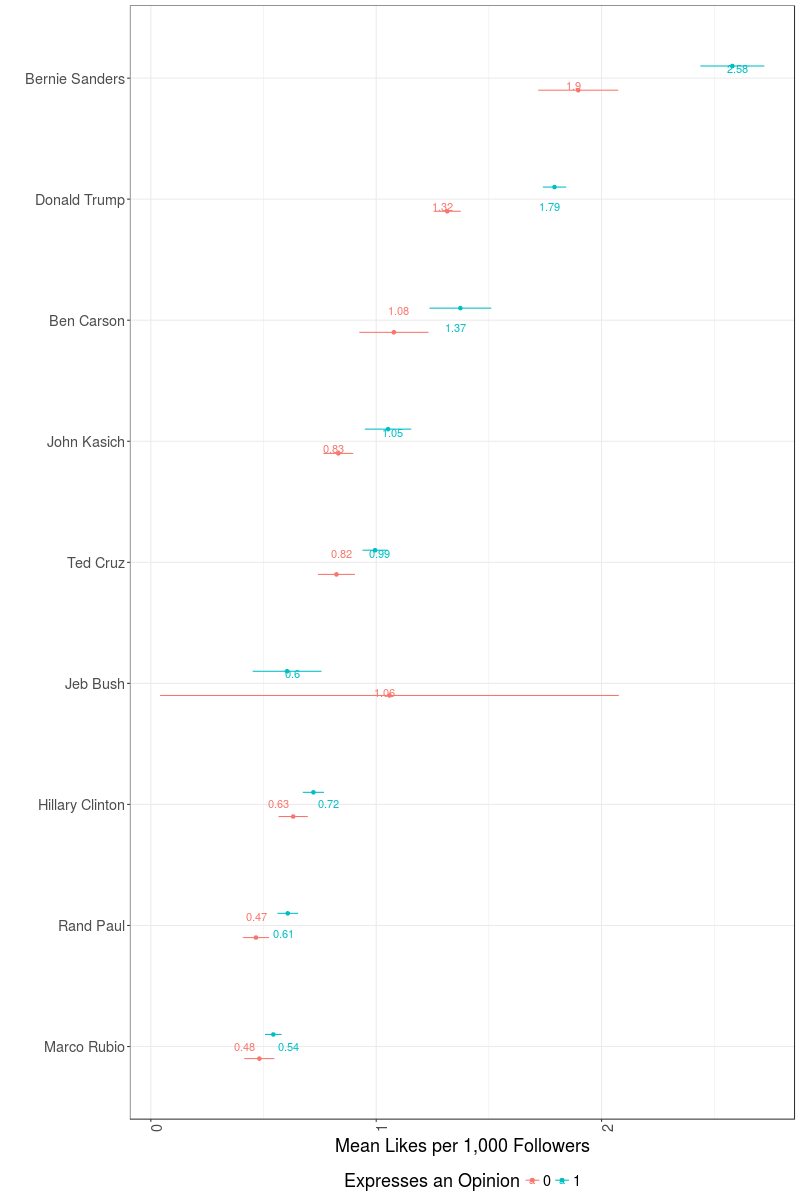 Bernie Sanders
2.58
1.9
Donald Trump
1.32
1.79
Ben Carson
1.08
1.37
John Kasich
1.05
0.83
Ted Cruz
0.82
0.99
Jeb Bush
0.6
1.06
Hillary Clinton
0.63
0.72
Rand Paul
0.47
0.61
Marco Rubio
0.48
0.54
0 1 2
Mean Likes per 1,000 Followers
Expresses an Opinion 0 1